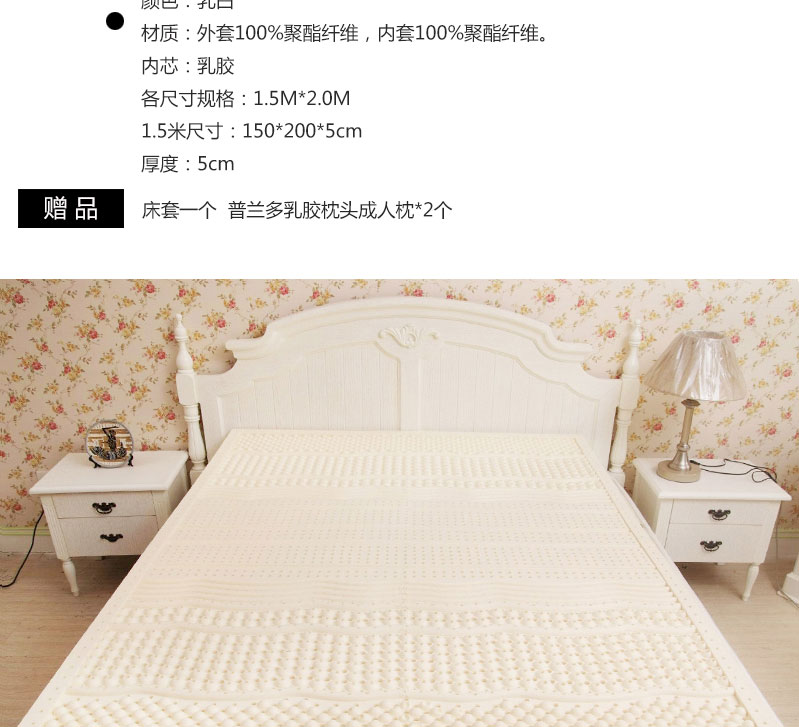 颜色：乳白
材质：外套100%聚酯纤维，内套100%聚酯纤维。
内芯：乳胶
各尺寸规格：1.5M*2.0M
1.5米尺寸：150*200*5cm
厚度：5cm
赠品 床套一个 普兰多乳胶枕头成人枕*2个